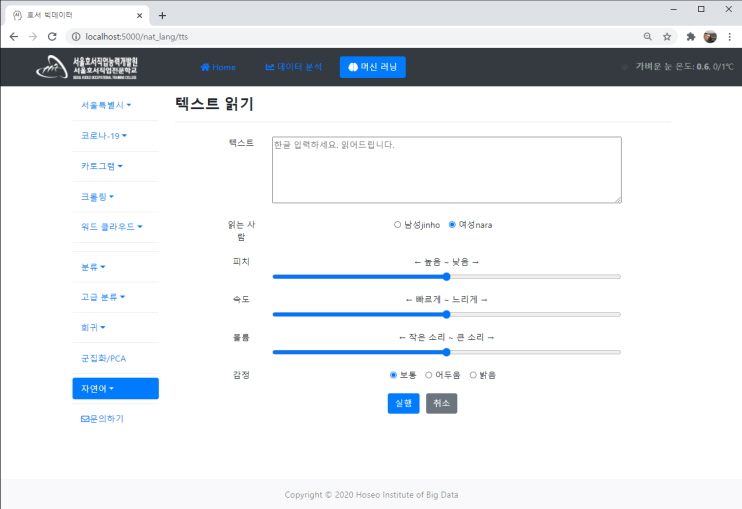 호서 빅데이터
localhost:5000/nat_lang/tts
서울호서직업능력개발원
서울호서직업전문학교
Home
데이터 분석
머신 러닝
가벼운 눈 온도: 0.6, 0/1℃
서울특별시
코로나-19
카토그램
크롤링
워드 클라우드
분류
고급 분류
회귀
군집화/PCA
자연어
문의하기
텍스트 읽기
텍스트
한글 입력하세요. 읽어드립니다.
읽는 사
람
남성jinho 여성nara
피치
← 높음 ~ 낮음 →
속도
← 빠르게 ~ 느리게 →
볼륨
← 작은 소리 ~ 큰 소리 →
감정
보통 어두움 밝음
실행 취소
Copyright © 2020 Hoseo Institute of Big Data